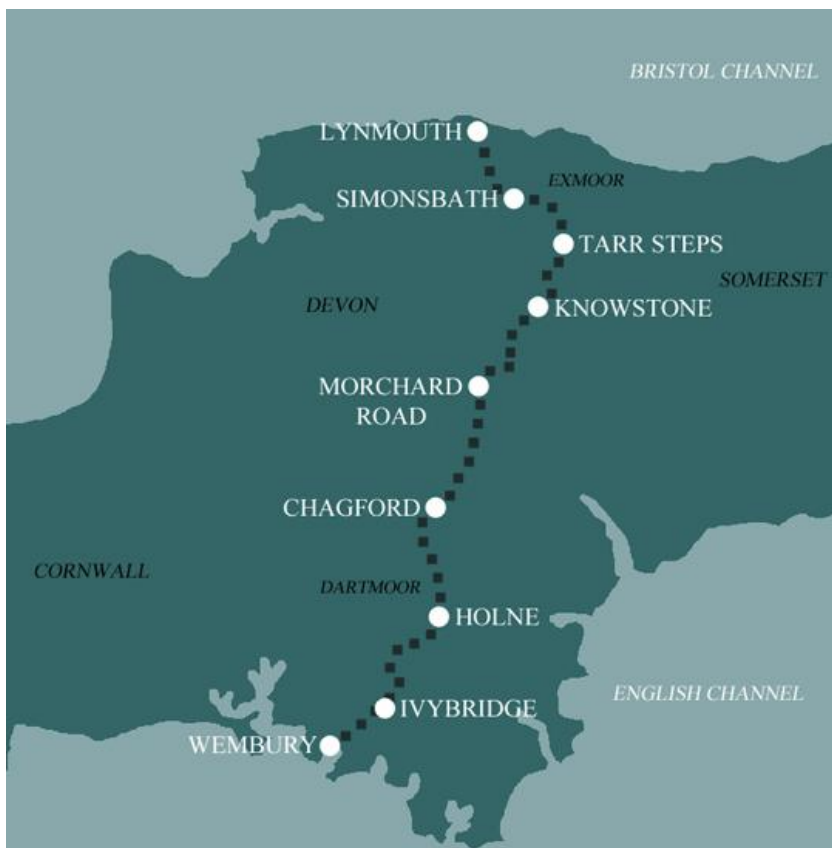 BRISTOL CHANNEL
LYNMOUTH
EXMOOR
SIMONSBATH
TARR STEPS
SOMERSET
DEVON
KNOWSTONE
MORCHARD
ROAD
CHAGFORD
CORNWALL
DARTMOOR
HOLNE
ENGLISH CHANNEL
IVYBRIDGE
WEMBURY